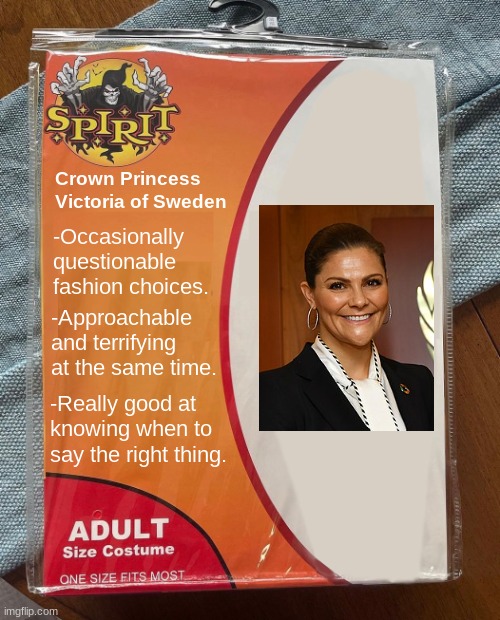 SPIRIT
Crown Princess
Victoria of Sweden
-Occasionally
questionable
fashion choices.
-Approachable
and terrifying
at the same time.
-Really good at
knowing when to
say the right thing.
ADULT
Size Costume
ONE SIZE FITS MOST
imgflip.com